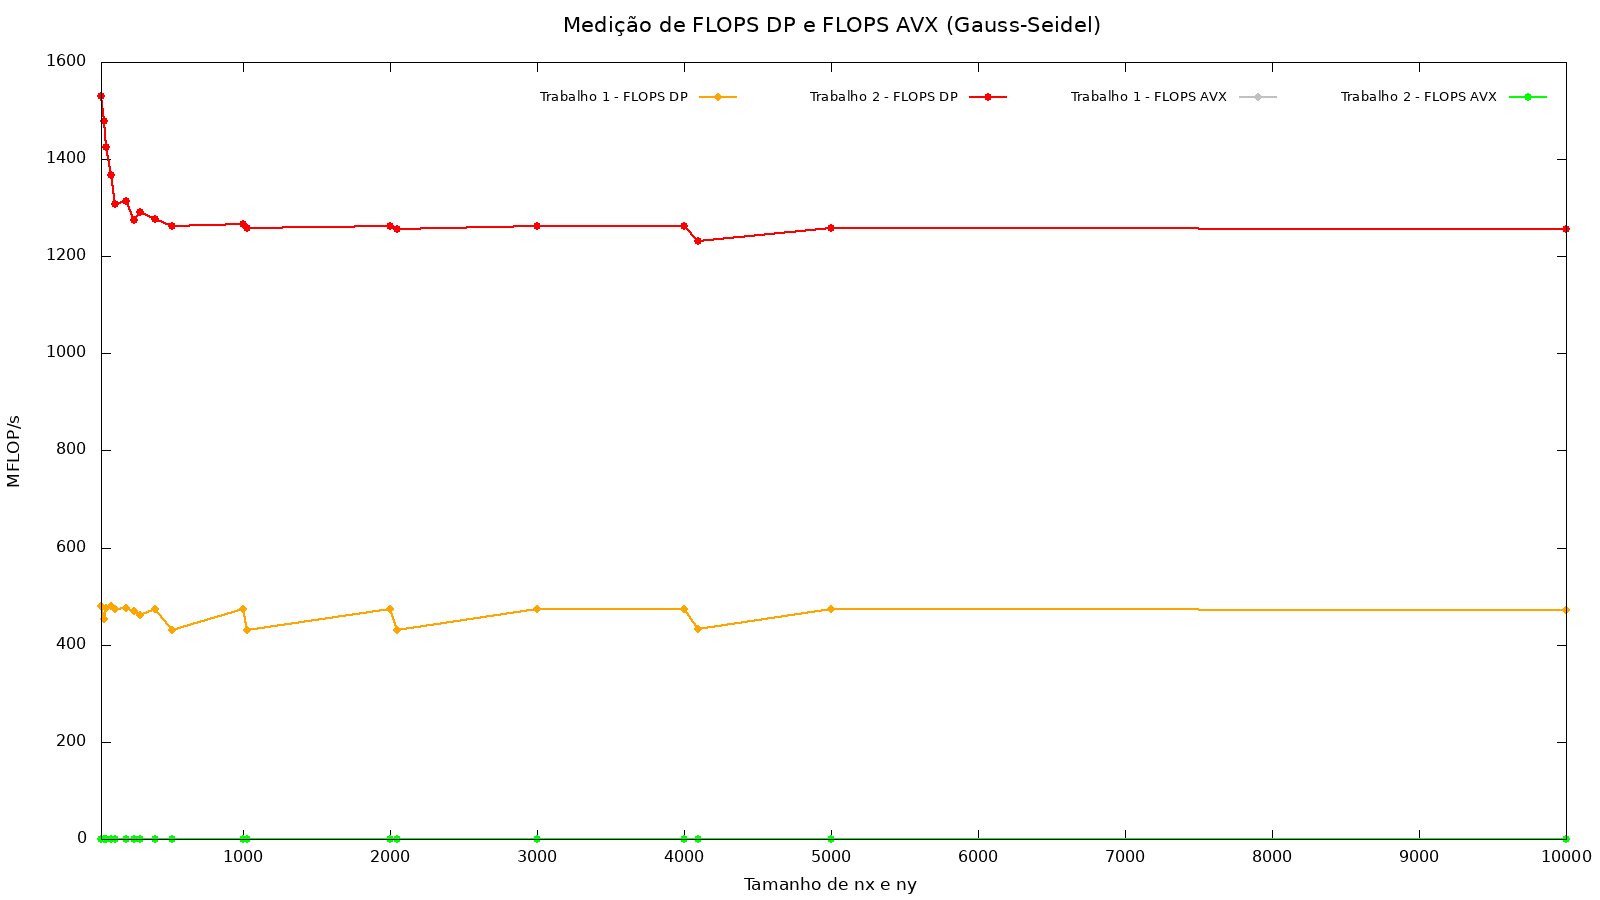 Medição de FLOPS DP e FLOPS AVX (Gauss-Seidel)
1600
Trabalho 1 - FLOPS DP Trabalho 2 - FLOPS DP Trabalho 1 - FLOPS AVX Trabalho 2 - FLOPS AVX
1400
1200
1000
800
MFLOP/s
600
400
200
0
1000 2000 3000 4000 5000 6000 7000 8000 9000 10000
Tamanho de nx e ny